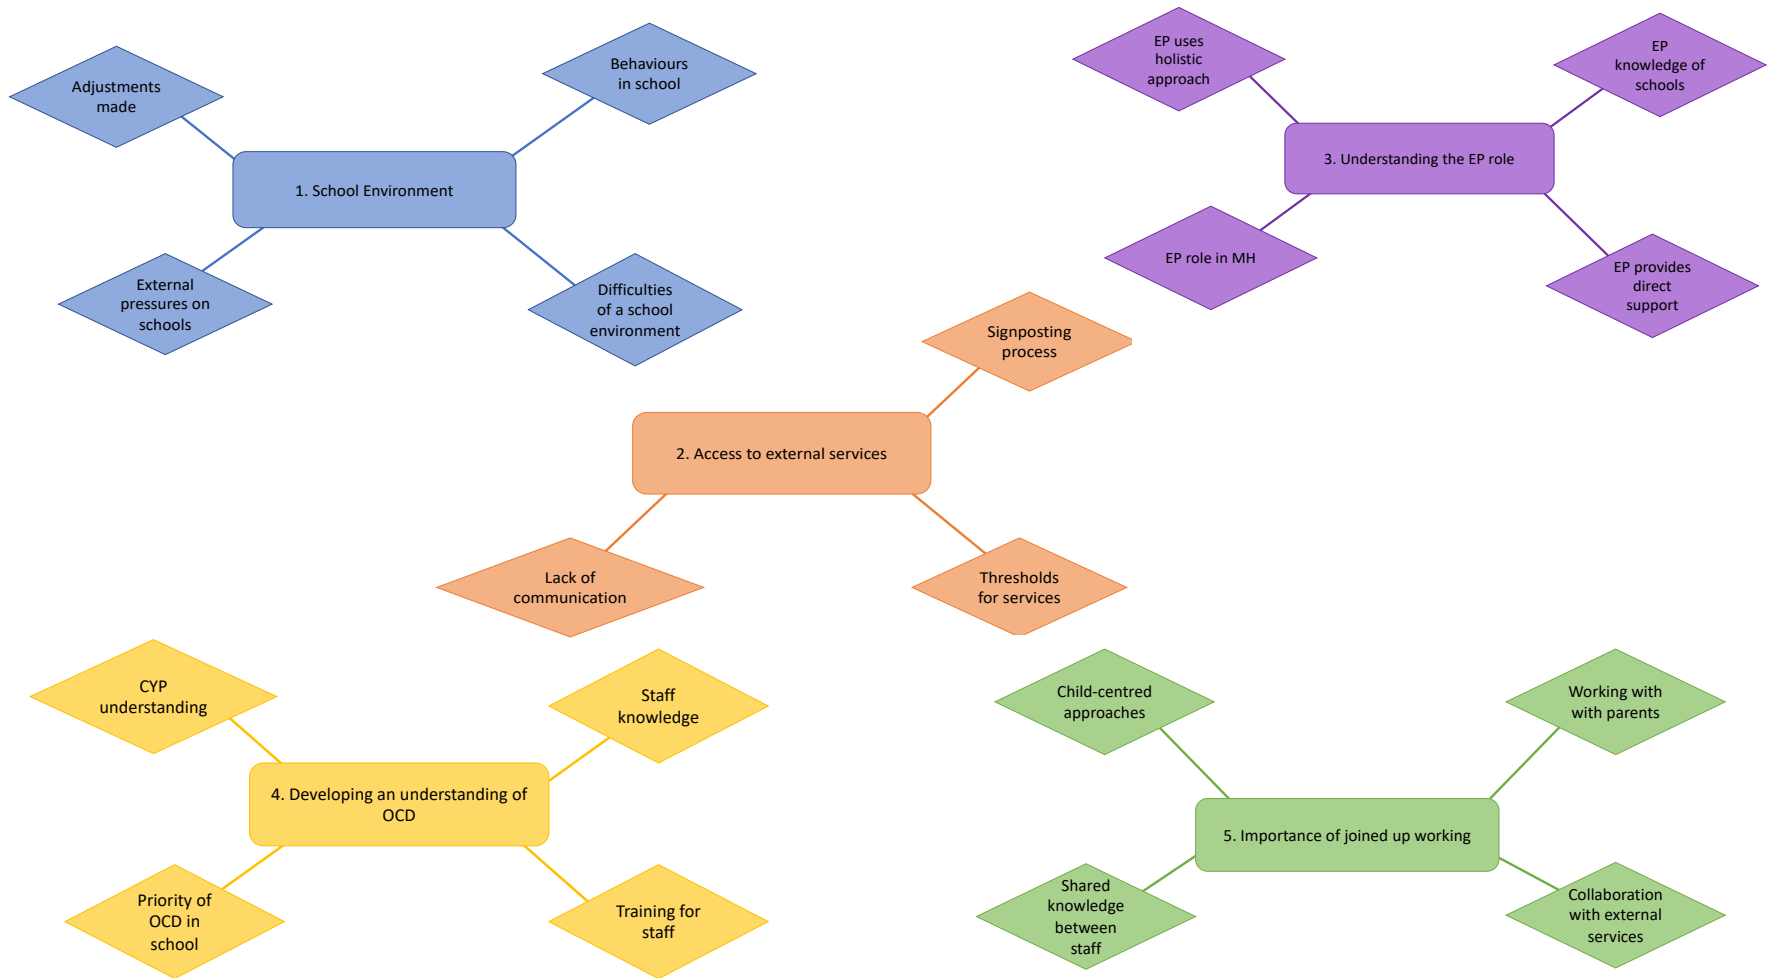 Adjustments
made
Behaviours
in school
1. School Environment
External
pressures on
schools
Difficulties
of a school
environment
EP uses
holistic
approach
EP
knowledge of
schools
3. Understanding the EP role
EP role in MH
EP provides
direct
support
Signposting
process
2. Access to external services
Lack of
communication
Thresholds
for services
CYP
understanding
Staff
knowledge
4. Developing an understanding of
OCD
Priority of
OCD in
school
Training for
staff
Child-centred
approaches
Working with
with parents
5. Importance of joined up working
Shared
knowledge
between
staff
Collaboration
with external
services